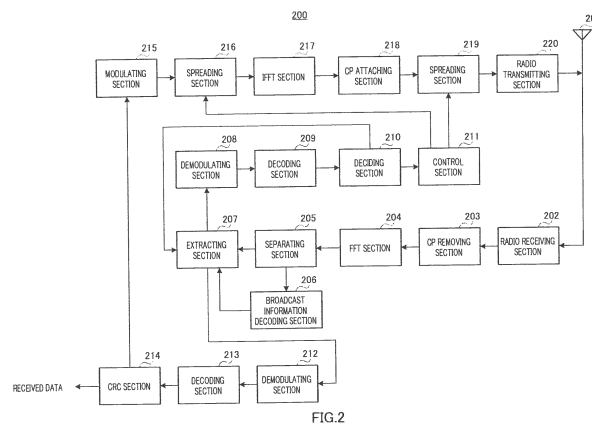 200
215
MODULATING
SECTION
216
SPREADING
SECTION
217
IFFT SECTION
218
CP ATTACHING
SECTION
219
SPREADING
SECTION
220
RADIO
TRANSMITTING
SECTION
208
DEMODULATING
SECTION
209
DECODING
SECTION
210
DECIDING
SECTION
211
CONTROL
SECTION
207
EXTRACTING
SECTION
205
SEPARATING
SECTION
204
FFT SECTION
203
CP REMOVING
SECTION
202
RADIO RECEIVING
SECTION
206
BROADCAST
INFORMATION
DECODING SECTION
214
CRC SECTION
213
DECODING
SECTION
212
DEMODULATING
SECTION
RECEIVED DATA
FIG.2